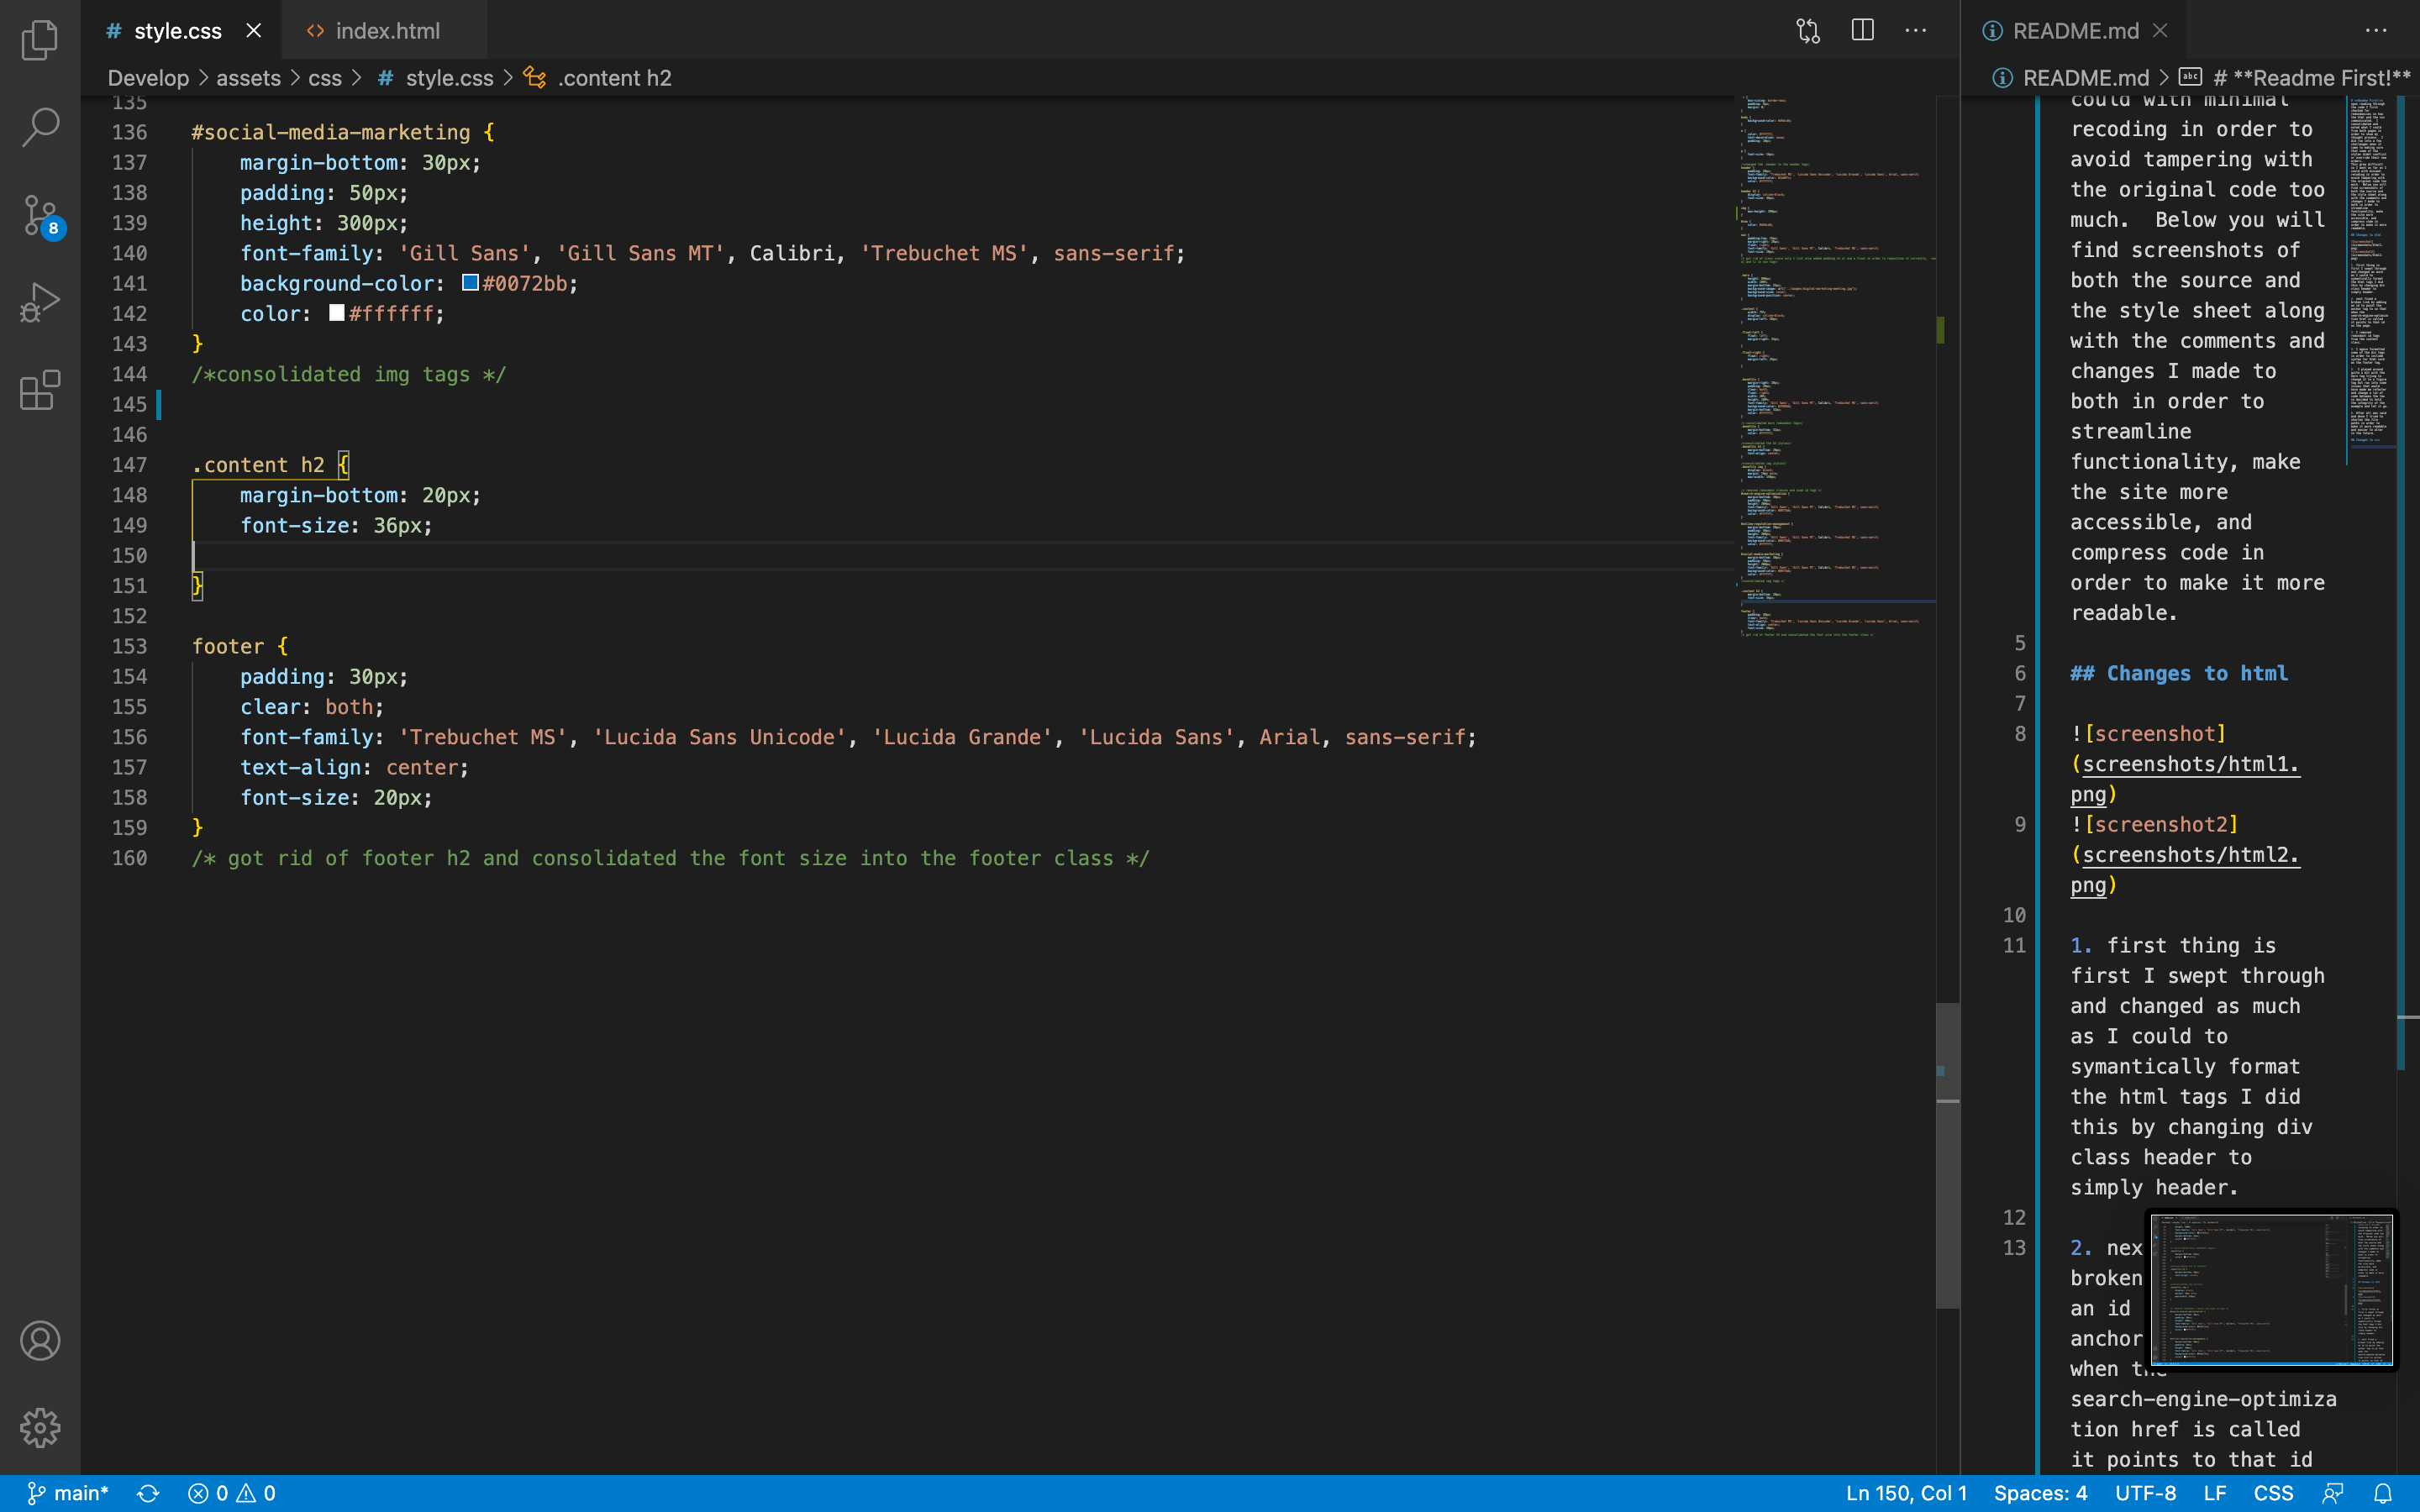 style.css
index.html
README.md
Develop > assets > css > # style.css > .content h2
README.md > # **Readme First!**
135
136 #social-media-marketing {
137 margin-bottom: 30px;
138 padding: 50px;
139 height: 300px;
140 font-family: 'Gill Sans', 'Gill Sans MT', Calibri, 'Trebuchet MS', sans-serif;
141 background-color: #0072bb;
142 color: #ffffff;
143 }
144 /*consolidated img tags */
145
146
147 .content h2 {
148 margin-bottom: 20px;
149 font-size: 36px;
150
151 }
152
153 footer {
154 padding: 30px;
155 clear: both;
156 font-family: 'Trebuchet MS', 'Lucida Sans Unicode', 'Lucida Grande', 'Lucida Sans', Arial, sans-serif;
157 text-align: center;
158 font-size: 20px;
159 }
160 /* got rid of footer h2 and consolidated the font size into the footer class */
could with minimal
recoding in order to
avoid tampering with
the original code too
much.  Below you will
find screenshots of
both the source and
the style sheet along
with the comments and
changes I made to
both in order to
streamline
functionality, make
the site more
accessible, and
compress code in
order to make it more
readable.
5
6 ## Changes to html
7
8 ![screenshot]
(screenshots/html1.
png)
9 ![screenshot2]
(screenshots/html2.
png)
10
11 1. first thing is
first I swept through
and changed as much
as I could to
symantically format
the html tags I did
this by changing div
class header to
simply header.
12
13 2. nex
broken
an id
anchor
when the
search-engine-optimiza
tion href is called
it points to that id
8
main* 0 0
Ln 150, Col 1 Spaces: 4 UTF-8 LF CSS